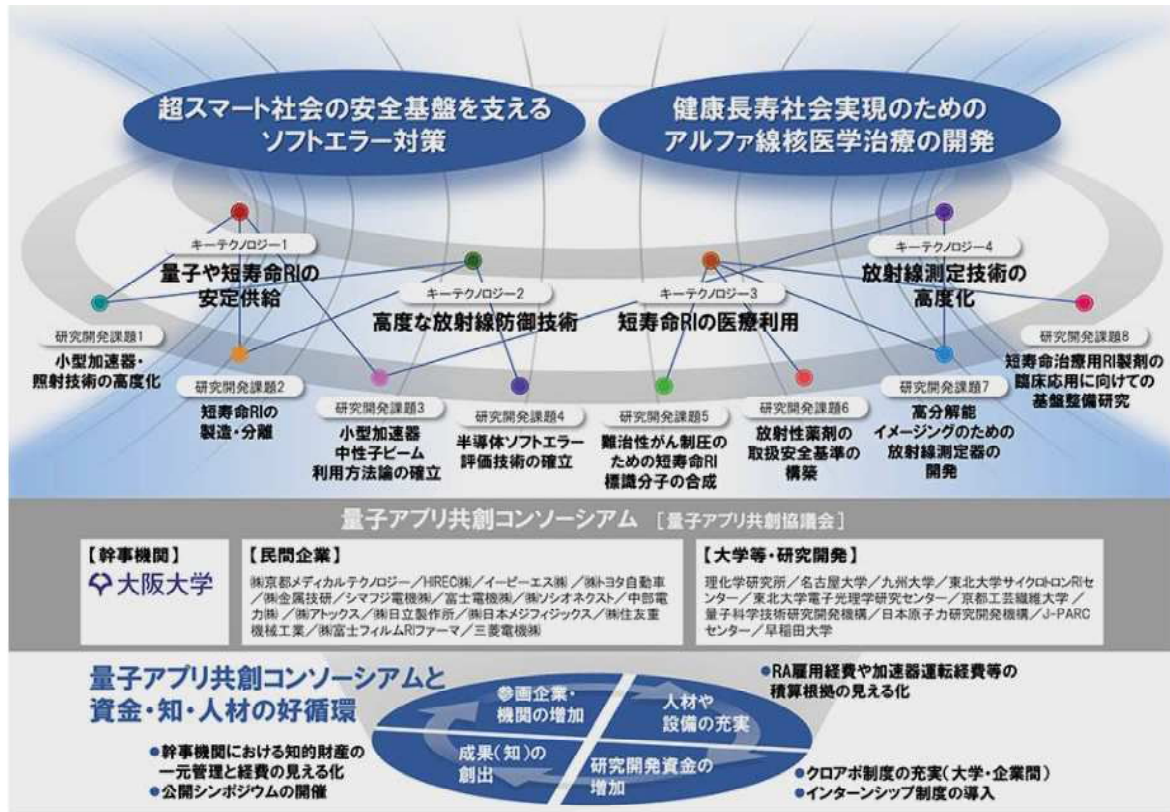 超スマート社会の安全基盤を支える
ソフトエラー対策
健康長寿社会実現のための
アルファ線核医学治療の開発
キーテクノロジー1
量子や短寿命RIの
安定供給
キーテクノロジー2
高度な放射線防御技術
キーテクノロジー3
短寿命RIの医療利用
キーテクノロジー4
放射線測定技術の
高度化
研究開発課題1
小型加速器・
照射技術の高度化
研究開発課題2
短寿命RIの
製造・分離
研究開発課題3
小型加速器
中性子ビーム
利用方法論の確立
研究開発課題4
半導体ソフトエラー
評価技術の確立
研究開発課題5
難治性がん制圧の
ための短寿命RI
標識分子の合成
研究開発課題6
放射性薬剤の
取扱安全基準の
構築
研究開発課題7
高分解能
イメージングのための
放射線測定器の
開発
研究開発課題8
短寿命治療用RI製剤の
臨床応用に向けての
基盤整備研究
量子アプリ共創コンソーシアム [量子アプリ共創協議会]
【幹事機関】
大阪大学
【民間企業】
㈱京都メディカルテクノロジー/HIREC㈱/イービーエス㈱ /㈱トヨタ自動車
/㈱金属技研/シマフジ電機㈱/富士電機㈱/㈱ソシオネクスト/中部電
力㈱ /㈱アトックス/㈱日立製作所/㈱日本メジフィジックス/㈱住友重
機械工業/㈱富士フィルムRIファーマ/三菱電機㈱
【大学等・研究開発】
理化学研究所/名古屋大学/九州大学/東北大学サイクロトロンRIセ
ンター/東北大学電子光理学研究センター/京都工芸繊維大学/
量子科学技術研究開発機構/日本原子力研究開発機構/J-PARC
センター/早稲田大学
量子アプリ共創コンソーシアムと
資金・知・人材の好循環
●幹事機関における知的財産の
一元管理と経費の見える化
●公開シンポジウムの開催
参画企業・
機関の増加
人材や
設備の充実
成果(知)の
創出
研究開発資金の
増加
●RA雇用経費や加速器運転経費等の
積算根拠の見える化
●クロアポ制度の充実(大学・企業間)
●インターンシップ制度の導入